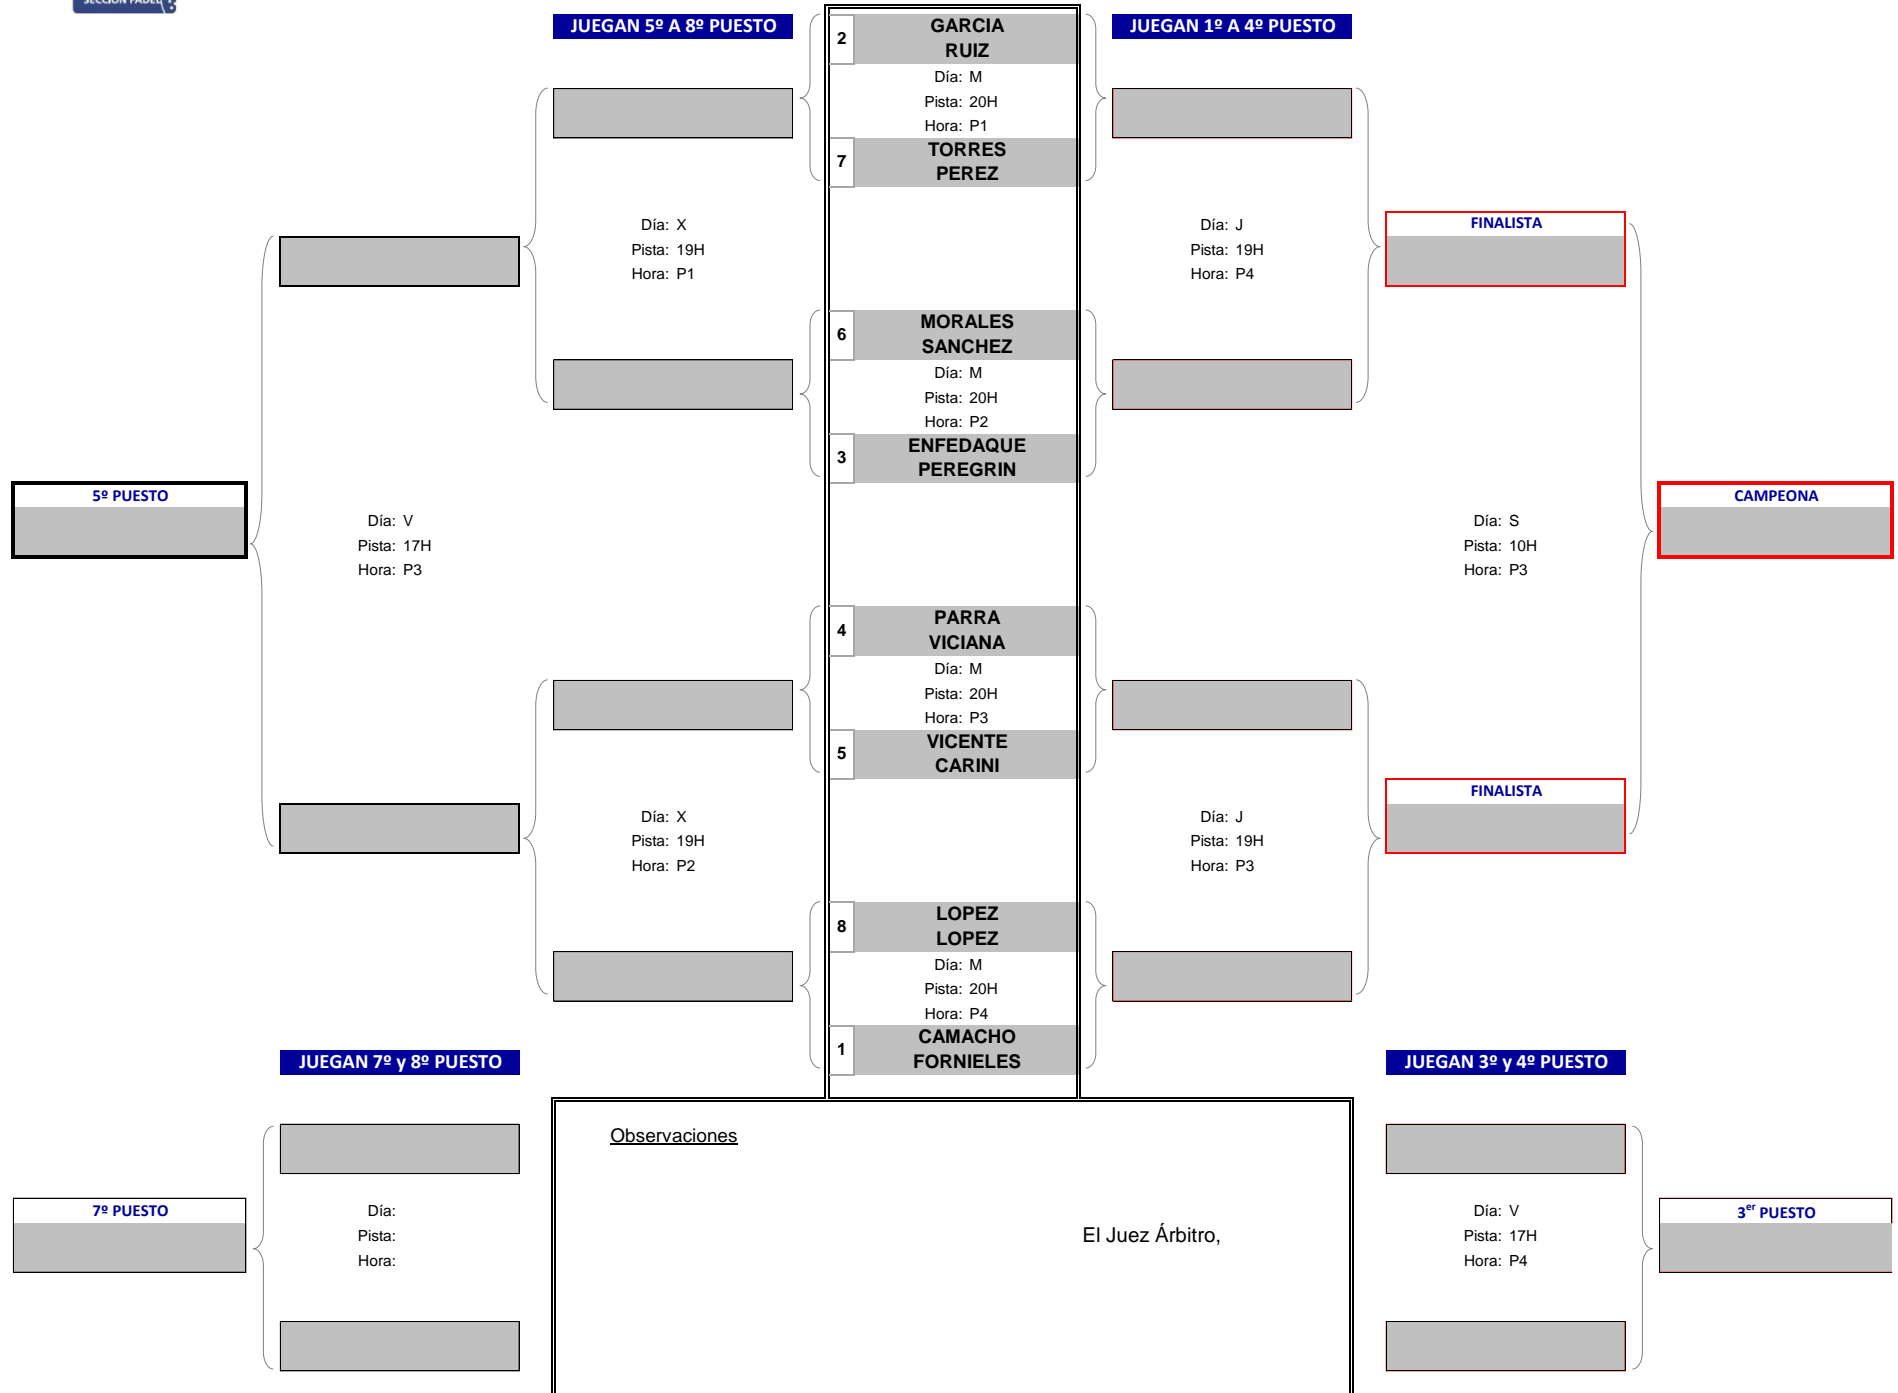 SECCIÓN PADEL
JUEGAN 5º A 8º PUESTO
JUEGAN 1º A 4º PUESTO
2
GARCIA
RUIZ
Día: M
Pista: 20H
Hora: P1
7
TORRES
PEREZ
Día: X
Pista: 19H
Hora: P1
Día: J
Pista: 19H
Hora: P4
FINALISTA
6
MORALES
SANCHEZ
Día: M
Pista: 20H
Hora: P2
3
ENFEDAQUE
PEREGRIN
5º PUESTO
Día: V
Pista: 17H
Hora: P3
Día: S
Pista: 10H
Hora: P3
CAMPEONA
4
PARRA
VICIANA
Día: M
Pista: 20H
Hora: P3
5
VICENTE
CARINI
Día: X
Pista: 19H
Hora: P2
Día: J
Pista: 19H
Hora: P3
FINALISTA
8
LOPEZ
LOPEZ
Día: M
Pista: 20H
Hora: P4
1
CAMACHO
FORNIELES
JUEGAN 7º y 8º PUESTO
JUEGAN 3º y 4º PUESTO
Observaciones
7º PUESTO
Día:
Pista:
Hora:
El Juez Árbitro,
Día: V
Pista: 17H
Hora: P4
3er PUESTO